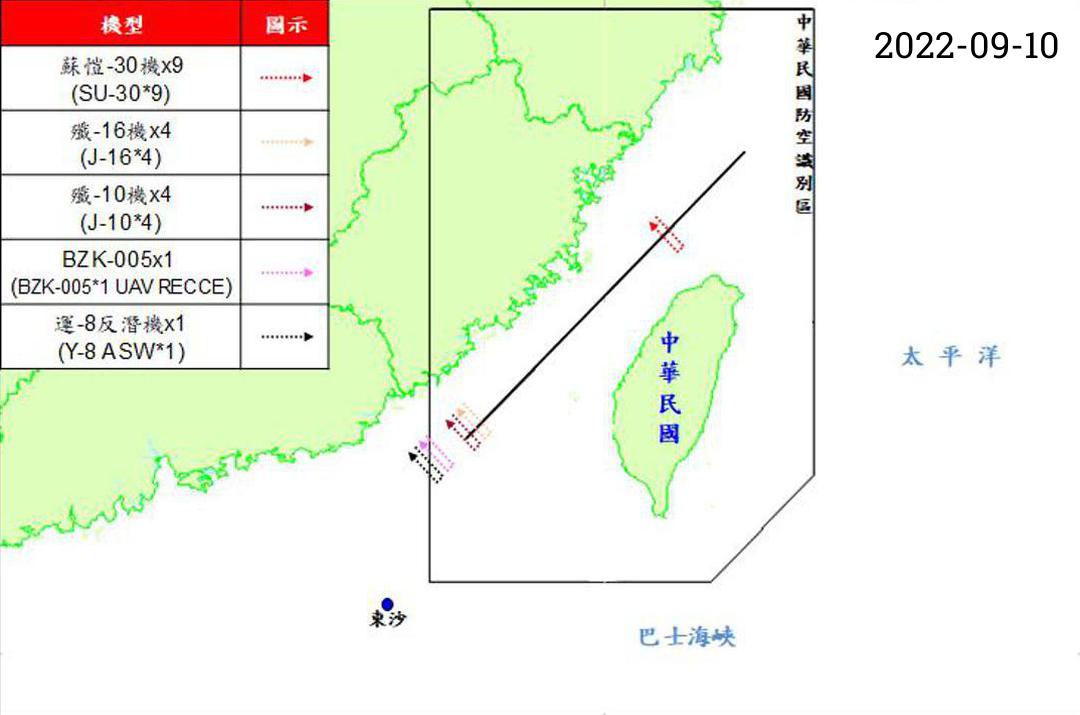 機型 圖示
蘇愷-30機x9
(SU-30*9)
殲-16機x4
(J-16*4)
殲-10機x4
(J-10*4)
BZK-005x1
(BZK-005*1 UAV RECCE)
運-8反潛機x1
(Y-8 ASW*1)
2022-09-10
中華民國防空識別區
中華民國
太平洋
東沙
巴士海峽